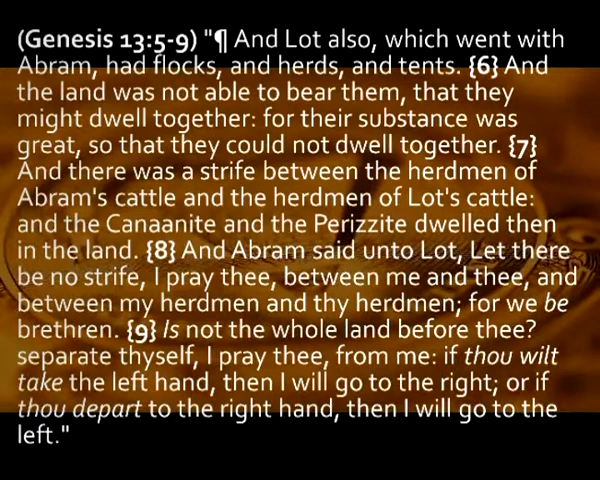 (Genesis 13:5-9) "¶ And Lot also, which went with
Abram, had flocks, and herds, and tents. {6} And
the land was not able to bear them, that they
might dwell together: for their substance was
great, so that they could not dwell together. {7}
And there was a strife between the herdmen of
Abram's cattle and the herdmen of Lot's cattle:
and the Canaanite and the Perizzite dwelled then
in the land. {8} And Abram said unto Lot, Let there
be no strife, I pray thee, between me and thee, and
between my herdmen and thy herdmen; for we be
brethren. {9} Is not the whole land before thee?
separate thyself, I pray thee, from me: if thou wilt
take the left hand, then I will go to the right; or if
thou depart to the right hand, then I will go to the
left."